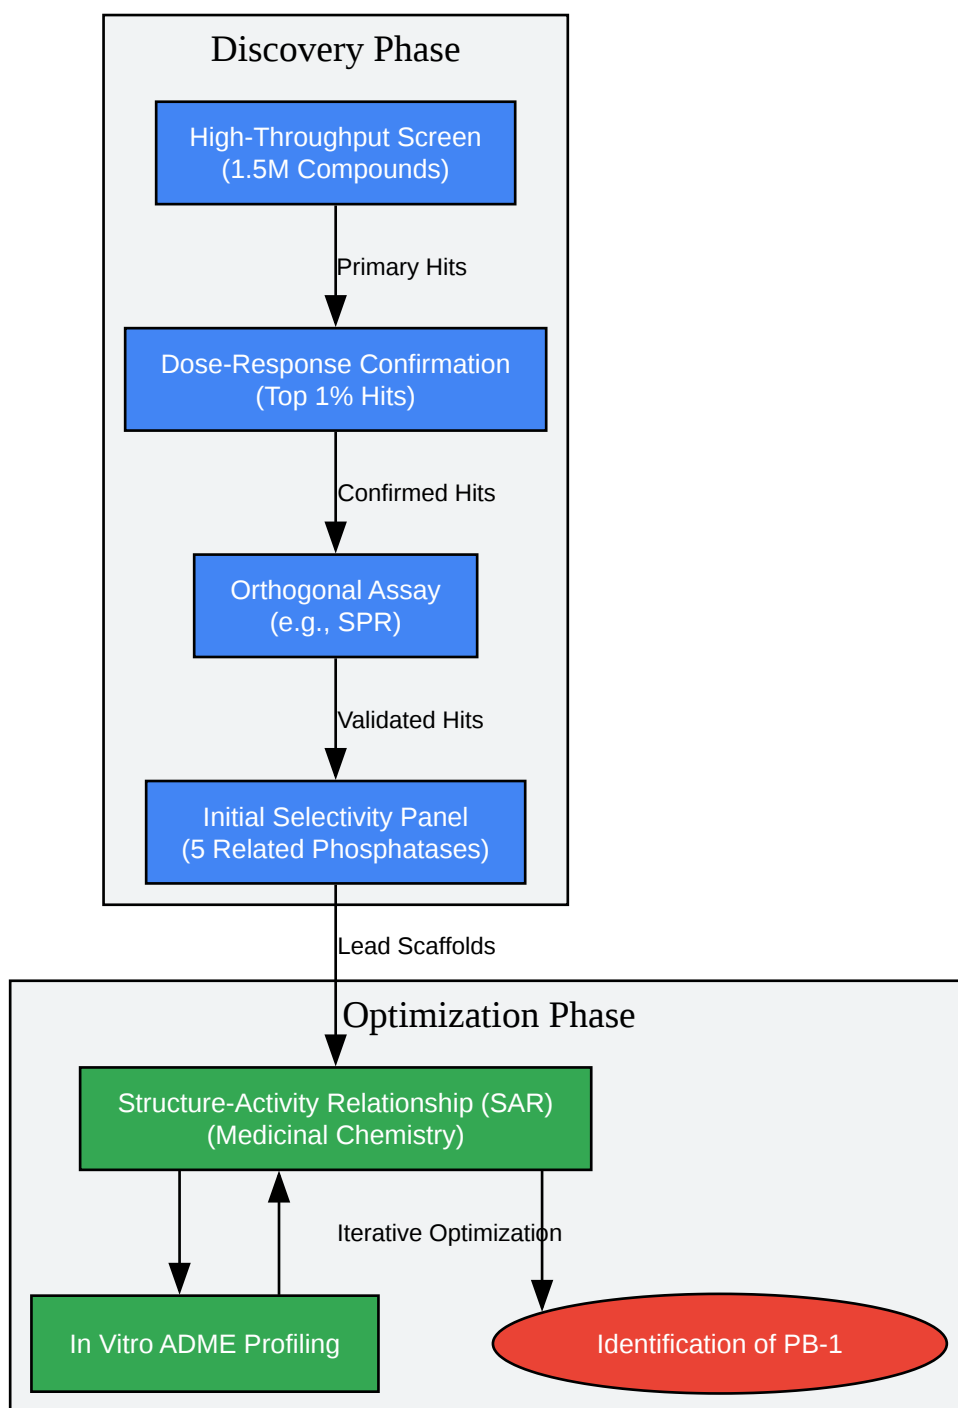 Discovery Phase
High-Throughput Screen
(1.5M Compounds)
Primary Hits
Dose-Response Confirmation
(Top 1% Hits)
Confirmed Hits
Orthogonal Assay
(e.g., SPR)
Validated Hits
Initial Selectivity Panel
(5 Related Phosphatases)
Lead Scaffolds
Optimization Phase
Structure-Activity Relationship (SAR)
(Medicinal Chemistry)
Iterative Optimization
In Vitro ADME Profiling
Identification of PB-1